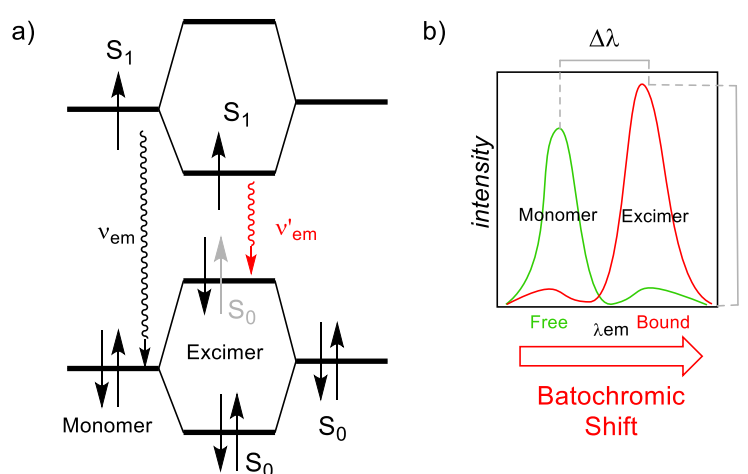 a)
S1
S1
νem
ν'em
S0
Excimer
Monomer
S0
S0
b)
Δλ
intensity
Monomer
Excimer
Free
λem
Bound
Batochromic
Shift